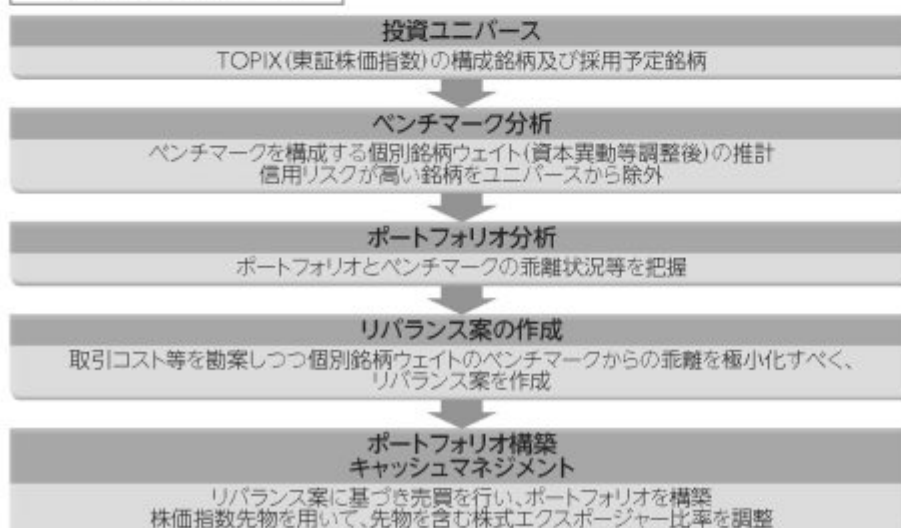 投資ユニバース
TOPIX(東証株価指数)の構成銘柄及び採用予定銘柄
ベンチマーク分析
ベンチマークを構成する個別銘柄ウェイト(資本異動等調整後)の推計
信用リスクが高い銘柄をユニバースから除外
ポートフォリオ分析
ポートフォリオとベンチマークの乖離状況等を把握
リバランス案の作成
取引コスト等を勘案しつつ個別銘柄ウェイトのベンチマークからの乖離を極小化すべく、
リバランス案を作成
ポートフォリオ構築
キャッシュマネジメント
リバランス案に基づき売買を行い、ポートフォリオを構築
株価指数先物を用いて、先物を含む株式エクスポージャー比率を調整